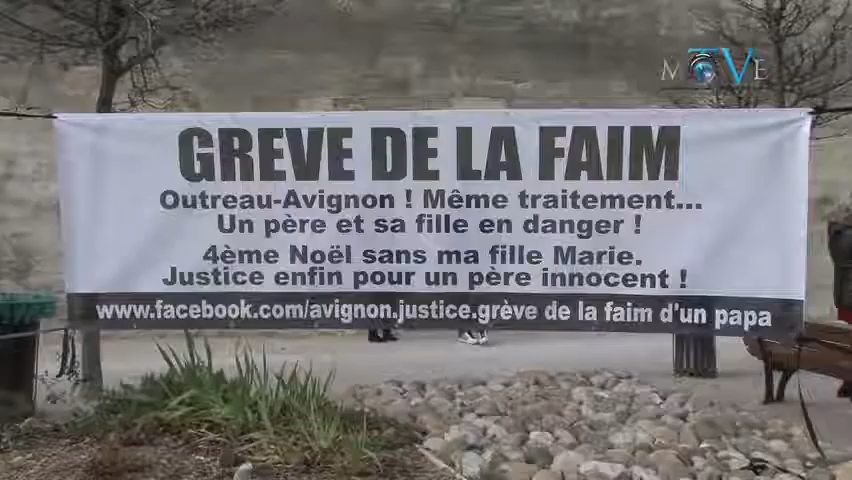 MTVE
GREVE DE LA FAIM
Outreau-Avignon ! Même traitement...
Un père et sa fille en danger !
4ème Noël sans ma fille Marie.
Justice enfin pour un père innocent !
www.facebook.com/avignon.justice.grève de la faim d'un papa